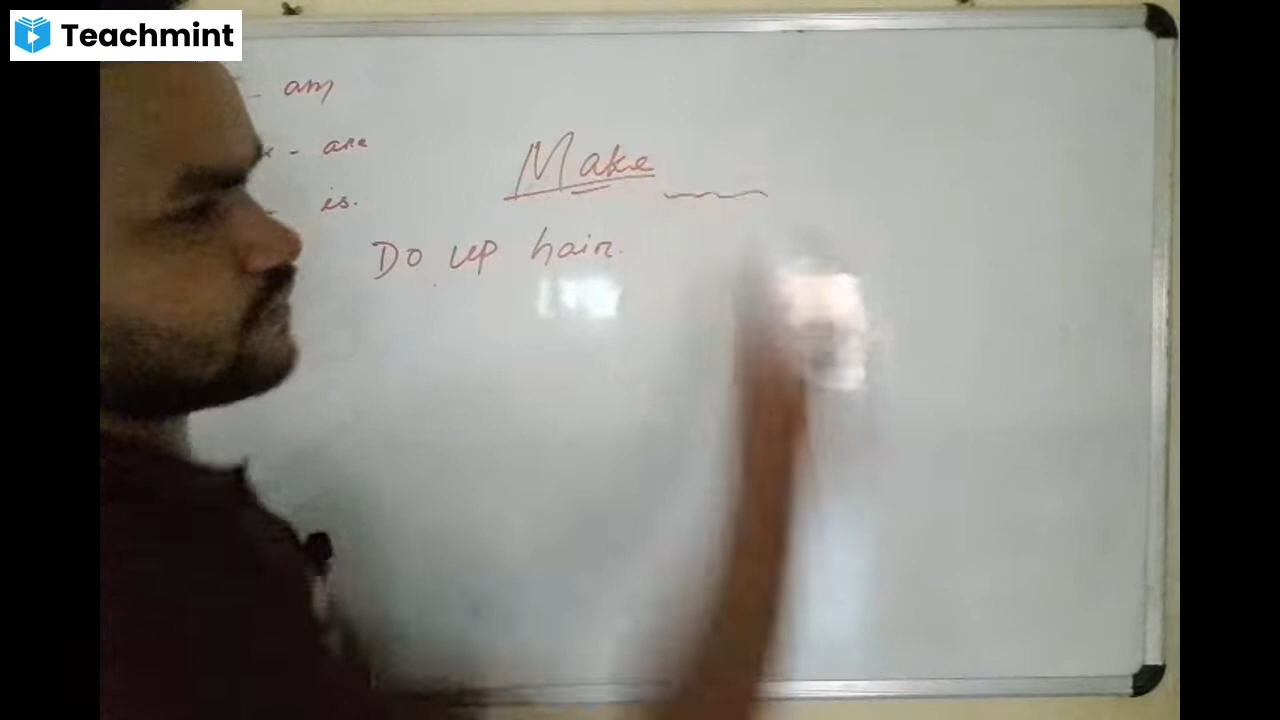 Teachmint
- am
- are
- is.
Make
Do up hair.